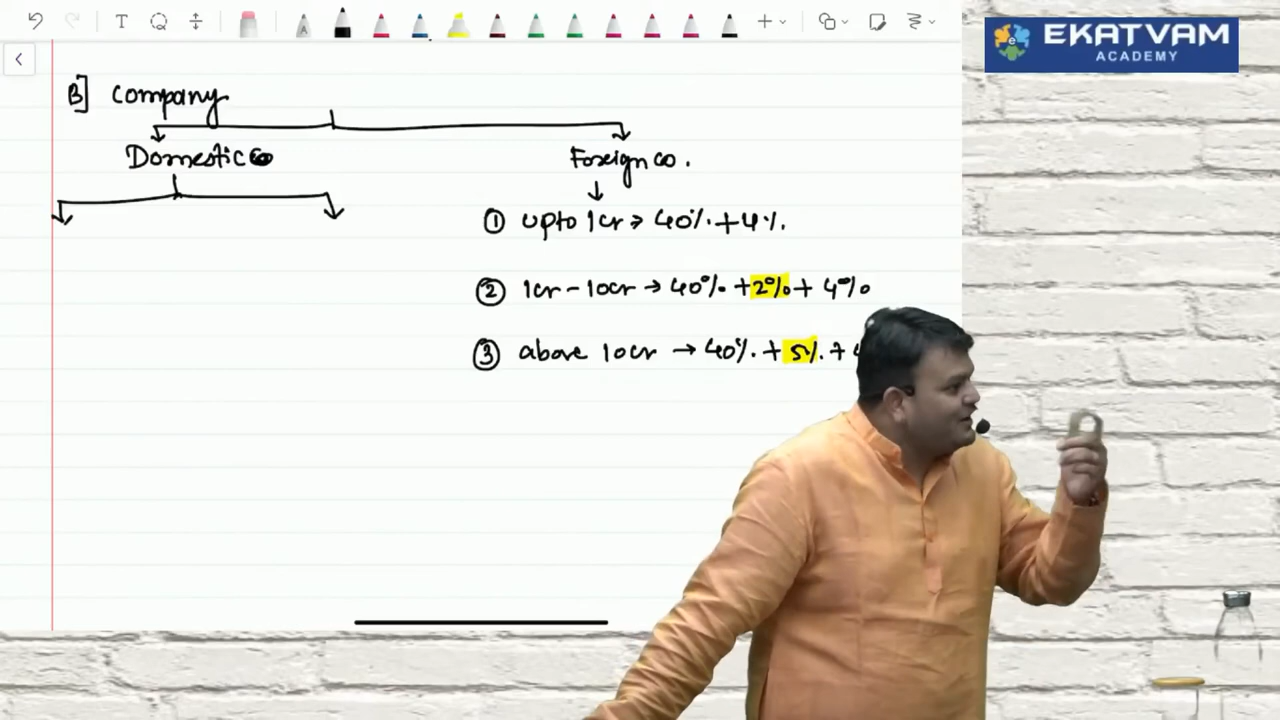 EKATVAM
ACADEMY
B] Company
Domestic co
Foreign co.
① upto 1cr → 40% + 4%.
② 1cr - 10cr → 40% + 2% + 4%
③ above 10cr → 40% + 5% +